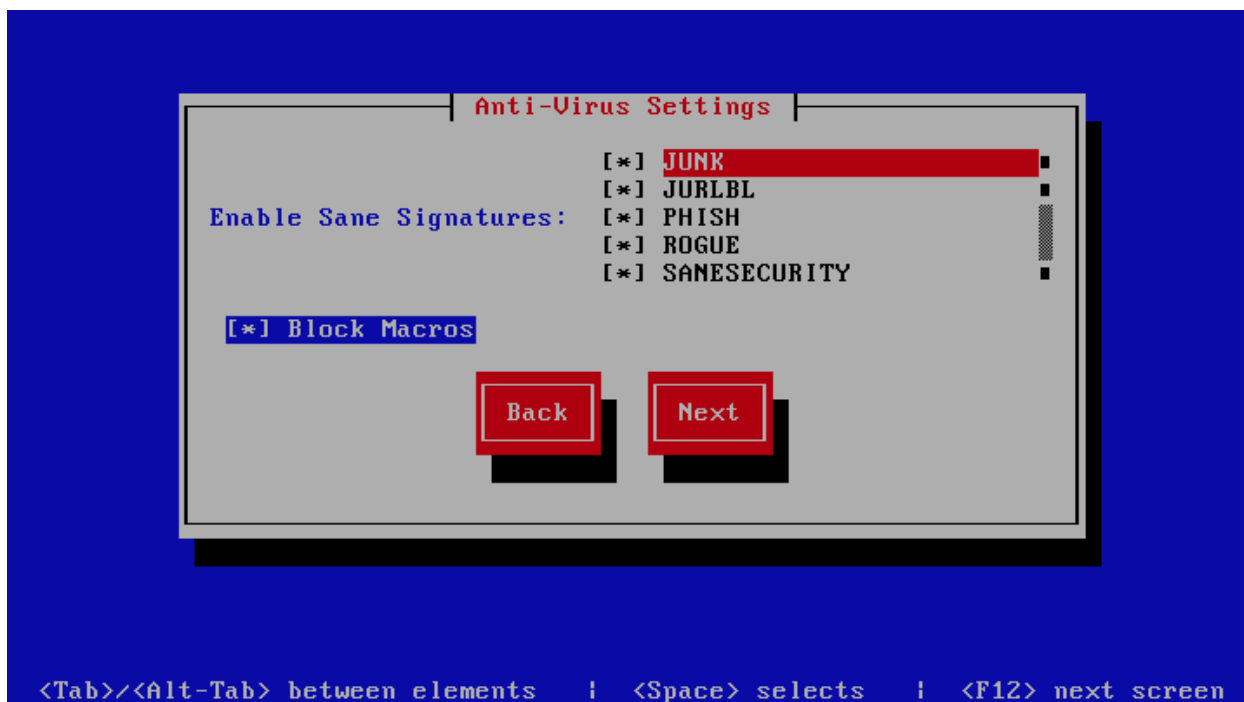 Anti-Virus Settings
[*] JUNK
[*] JURLBL
Enable Sane Signatures: [*] PHISH
[*] ROGUE
[*] SANESECURITY
[*] Block Macros
Back Next
<Tab>/<Alt-Tab> between elements | <Space> selects | <F12> next screen